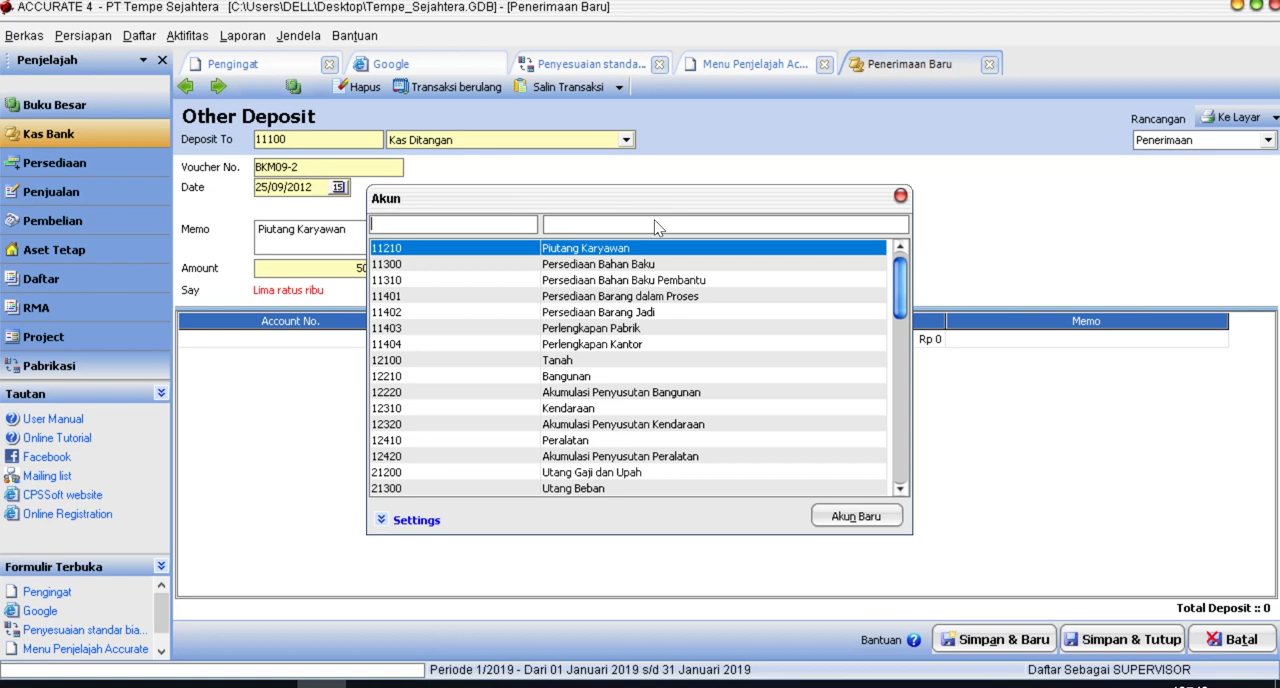 ACCURATE 4 - PT Tempe Sejahtera [C:\Users\DELL\Desktop\Tempe_Sejahtera.GDB] - [Penerimaan Baru]
Berkas Persiapan Daftar Aktifitas Laporan Jendela Bantuan
Penjelajah
Pengingat
Google
Penyesuaian standa...
Menu Penjelajah Ac...
Penerimaan Baru
Hapus Transaksi berulang Salin Transaksi
Buku Besar
Kas Bank
Persediaan
Penjualan
Pembelian
Aset Tetap
Daftar
RMA
Project
Pabrikasi
Tautan
User Manual
Online Tutorial
Facebook
Mailing list
CPSSoft website
Online Registration
Formulir Terbuka
Pengingat
Google
Penyesuaian standar bia...
Menu Penjelajah Accurate
Other Deposit
Rancangan Ke Layar
Deposit To 11100 Kas Ditangan
Penerimaan
Voucher No. BKM09-2
Date 25/09/2012 15
Memo Piutang Karyawan
Amount 50
Say Lima ratus ribu
Account No. Memo
Rp 0
Akun
11210 Piutang Karyawan
11300 Persediaan Bahan Baku
11310 Persediaan Bahan Baku Pembantu
11401 Persediaan Barang dalam Proses
11402 Persediaan Barang Jadi
11403 Perlengkapan Pabrik
11404 Perlengkapan Kantor
12100 Tanah
12210 Bangunan
12220 Akumulasi Penyusutan Bangunan
12310 Kendaraan
12320 Akumulasi Penyusutan Kendaraan
12410 Peralatan
12420 Akumulasi Penyusutan Peralatan
21200 Utang Gaji dan Upah
21300 Utang Beban
Settings
Akun Baru
Total Deposit :: 0
Bantuan Simpan & Baru Simpan & Tutup Batal
Periode 1/2019 - Dari 01 Januari 2019 s/d 31 Januari 2019
Daftar Sebagai SUPERVISOR